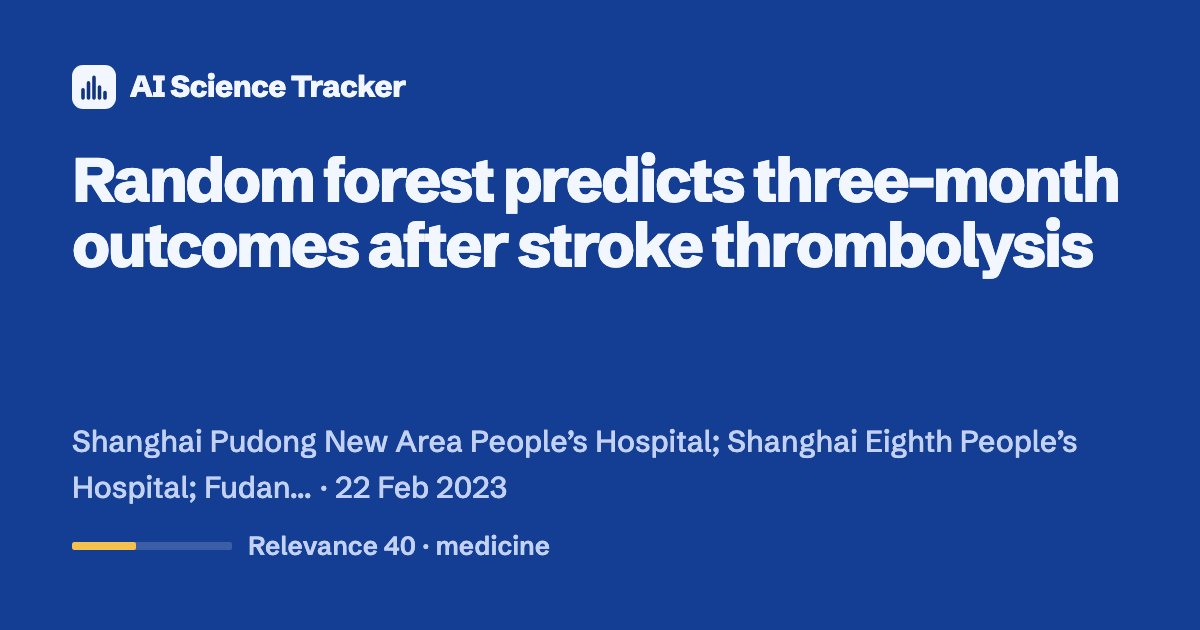 AI Science Tracker
Random forest predicts three-month
outcomes after stroke thrombolysis
Shanghai Pudong New Area People’s Hospital; Shanghai Eighth People’s
Hospital; Fudan... · 22 Feb 2023
Relevance 40 · medicine